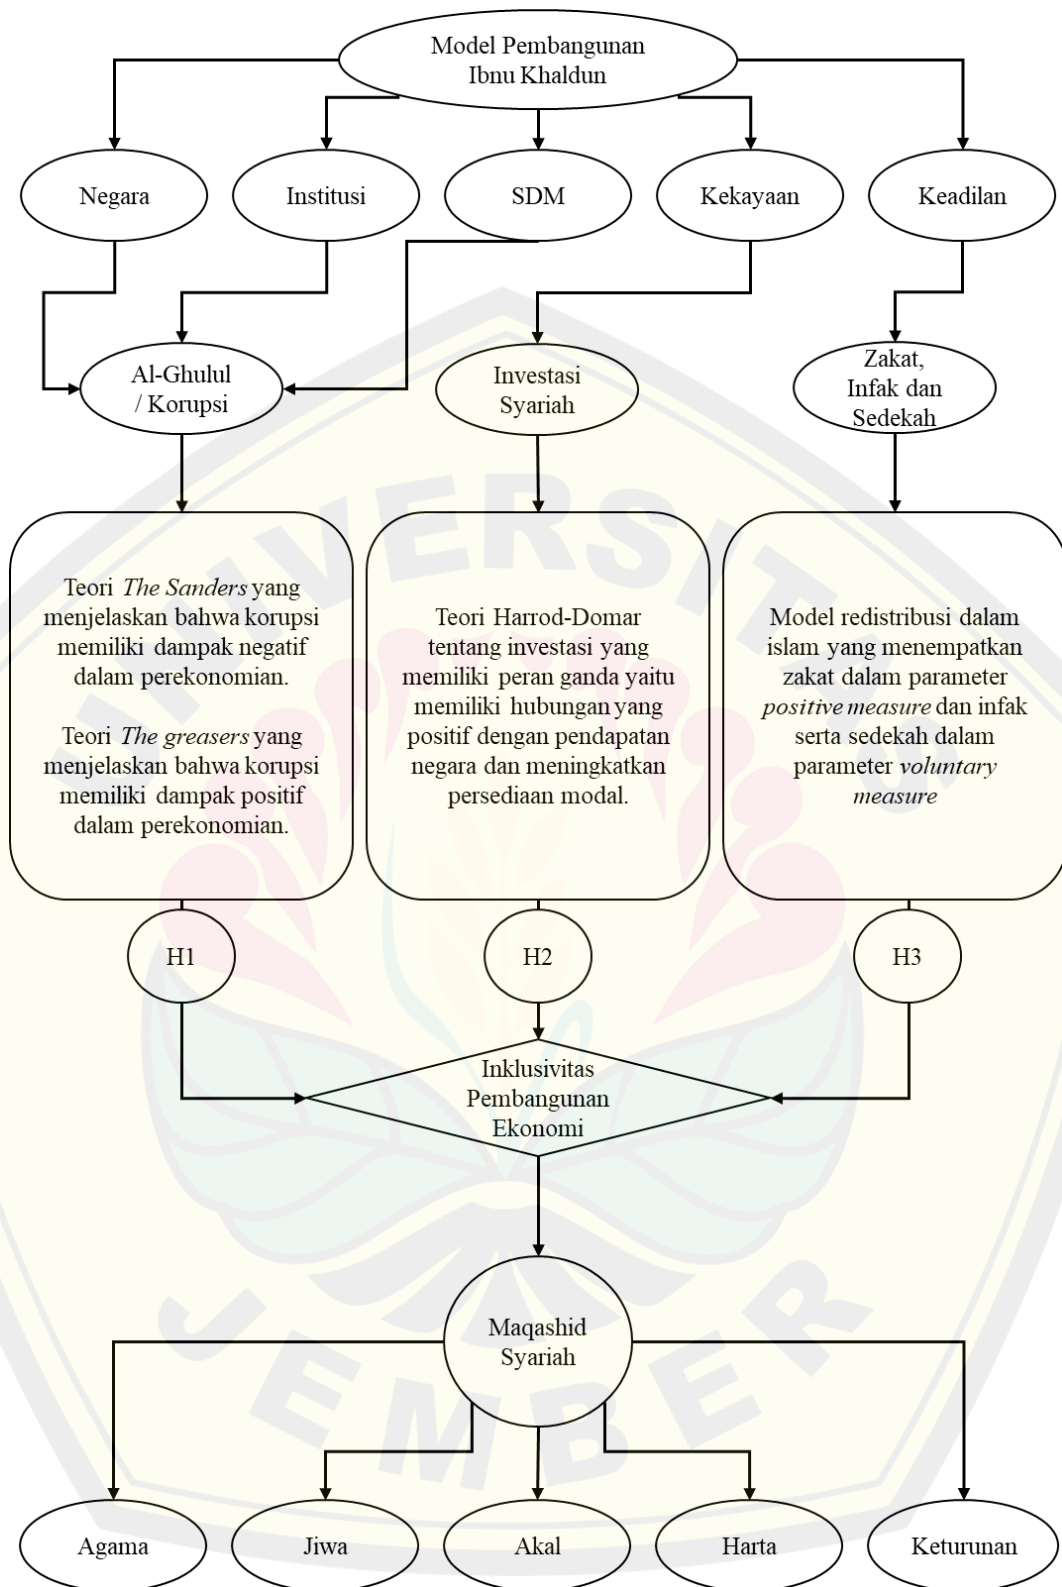 Model Pembangunan
Ibnu Khaldun
Negara
Institusi
SDM
Kekayaan
Keadilan
Al-Ghulul
/ Korupsi
Investasi
Syariah
Zakat,
Infak dan
Sedekah
Teori The Sanders yang
menjelaskan bahwa korupsi
memiliki dampak negatif
dalam perekonomian.
Teori The greasers yang
menjelaskan bahwa korupsi
memiliki dampak positif
dalam perekonomian.
Teori Harrod-Domar
tentang investasi yang
memiliki peran ganda yaitu
memiliki hubungan yang
positif dengan pendapatan
negara dan meningkatkan
persediaan modal.
Model redistribusi dalam
islam yang menempatkan
zakat dalam parameter
positive measure dan infak
serta sedekah dalam
parameter voluntary
measure
H1
H2
H3
Inklusivitas
Pembangunan
Ekonomi
Maqashid
Syariah
Agama
Jiwa
Akal
Harta
Keturunan
UNIVERSITAS
JEMBER